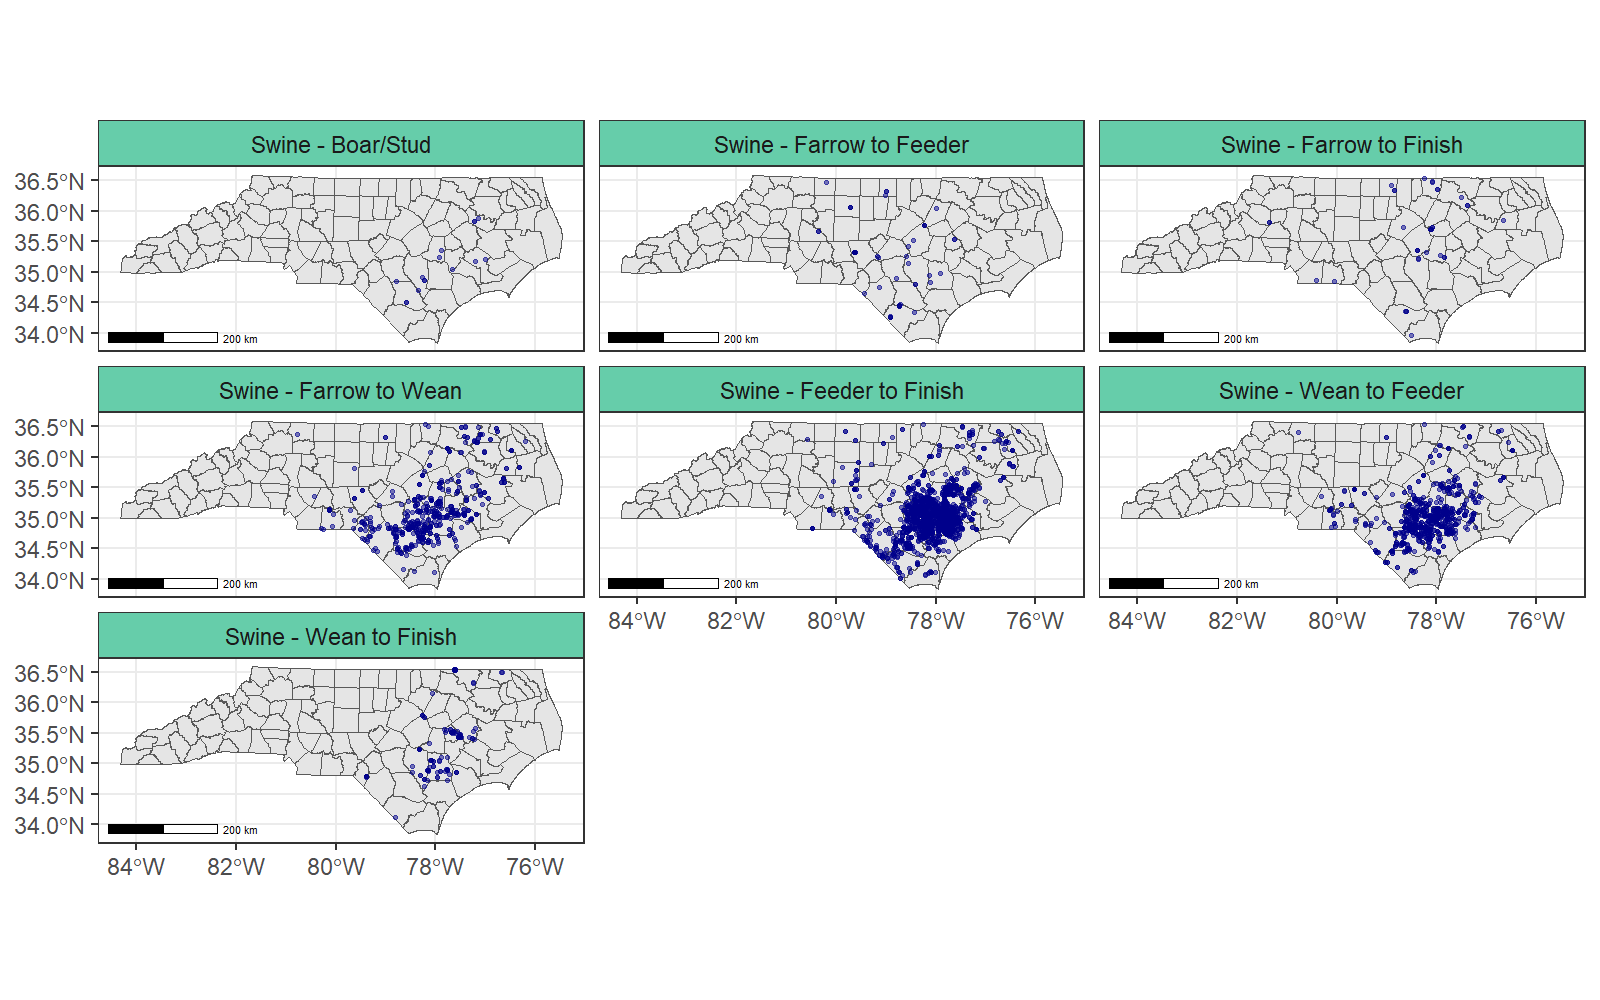 Swine - Boar/Stud
Swine - Farrow to Feeder
Swine - Farrow to Finish
36.5°N
36.0°N
35.5°N
35.0°N
34.5°N
34.0°N
200 km
200 km
200 km
Swine - Farrow to Wean
Swine - Feeder to Finish
Swine - Wean to Feeder
36.5°N
36.0°N
35.5°N
35.0°N
34.5°N
34.0°N
200 km
200 km
200 km
84°W 82°W 80°W 78°W 76°W
84°W 82°W 80°W 78°W 76°W
Swine - Wean to Finish
36.5°N
36.0°N
35.5°N
35.0°N
34.5°N
34.0°N
200 km
84°W 82°W 80°W 78°W 76°W